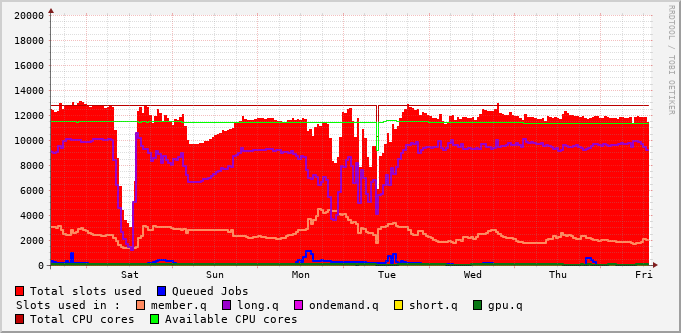 RRDTOOL / TOBI OETIKER
20000
18000
16000
14000
12000
10000
8000
6000
4000
2000
0
Sat Sun Mon Tue Wed Thu Fri
Total slots used Queued Jobs
Slots used in : member.q long.q ondemand.q short.q gpu.q
Total CPU cores Available CPU cores